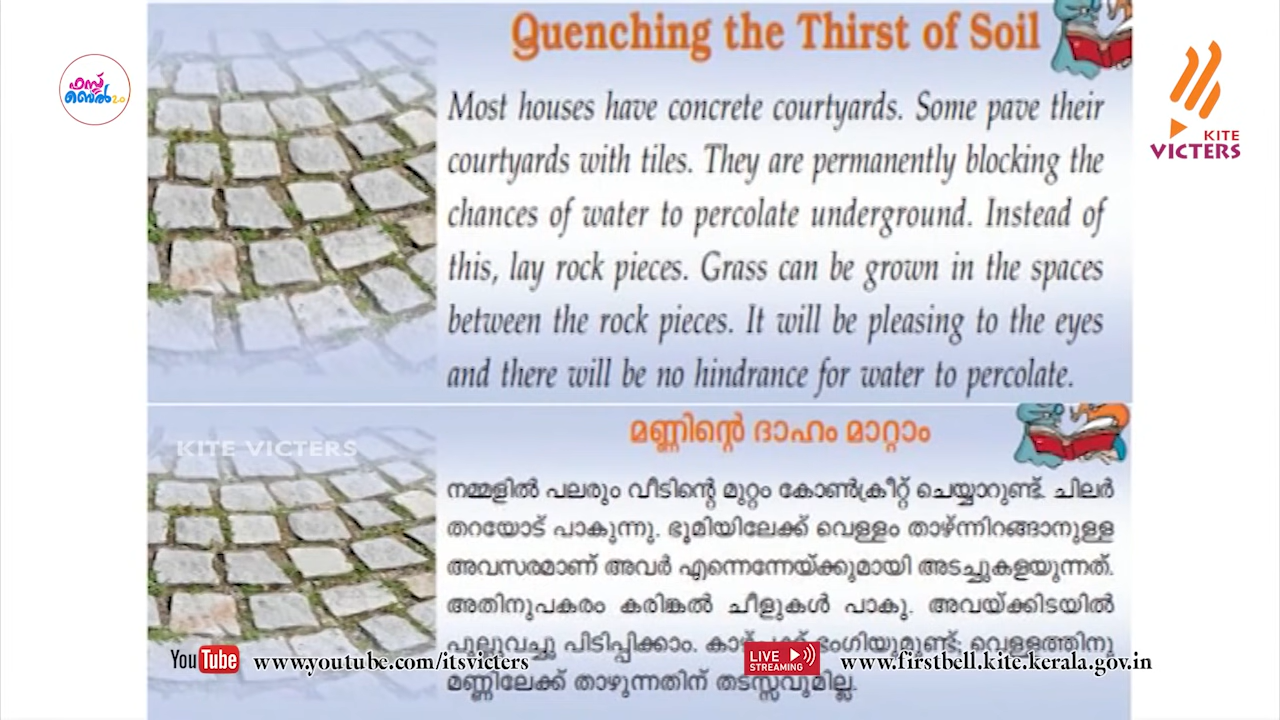 Quenching the Thirst of Soil
Most houses have concrete courtyards. Some pave their
courtyards with tiles. They are permanently blocking the
chances of water to percolate underground. Instead of
this, lay rock pieces. Grass can be grown in the spaces
between the rock pieces. It will be pleasing to the eyes
and there will be no hindrance for water to percolate.
ഫസ്റ്റ്
ബെൽ 2.0
KITE
VICTERS
KITE VICTERS
മണ്ണിന്റെ ദാഹം മാറ്റാം
നമ്മളിൽ പലരും വീടിന്റെ മുറ്റം കോൺക്രീറ്റ് ചെയ്യാറുണ്ട്. ചിലർ
തറയോട് പാകുന്നു. ഭൂമിയിലേക്ക് വെള്ളം താഴ്ന്നിറങ്ങാനുള്ള
അവസരമാണ് അവർ എന്നെന്നേയ്ക്കുമായി അടച്ചുകളയുന്നത്.
അതിനുപകരം കരിങ്കൽ ചീളുകൾ പാകൂ. അവയ്ക്കിടയിൽ
പുല്ലുവച്ചു പിടിപ്പിക്കാം. ഭംഗിയുമുണ്ട്; വെള്ളത്തിനു
മണ്ണിലേക്ക് താഴുന്നതിന് തടസ്സവുമില്ല.
YouTube www.youtube.com/itsvicters
LIVE STREAMING www.firstbell.kite.kerala.gov.in